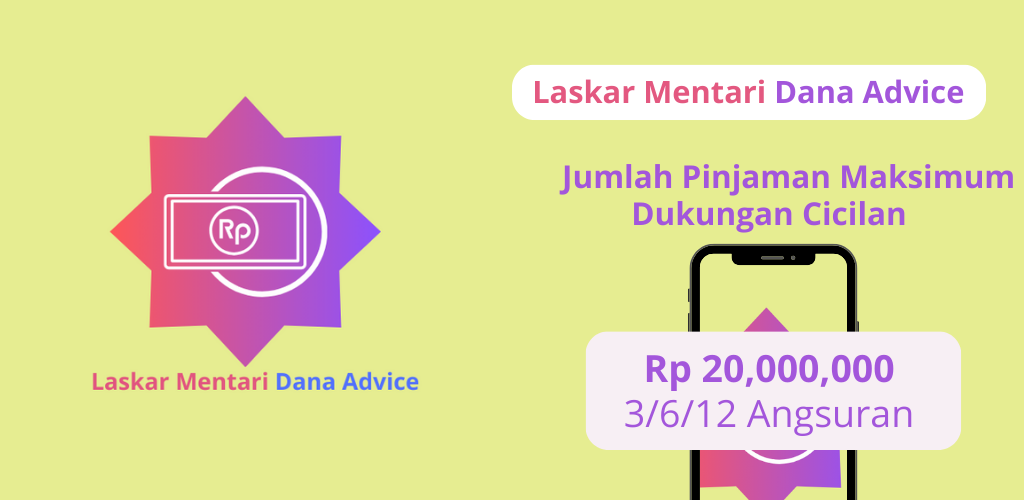 Laskar Mentari Dana Advice
Jumlah Pinjaman Maksimum
Dukungan Cicilan
Rp
Laskar Mentari Dana Advice
Rp 20,000,000
3/6/12 Angsuran